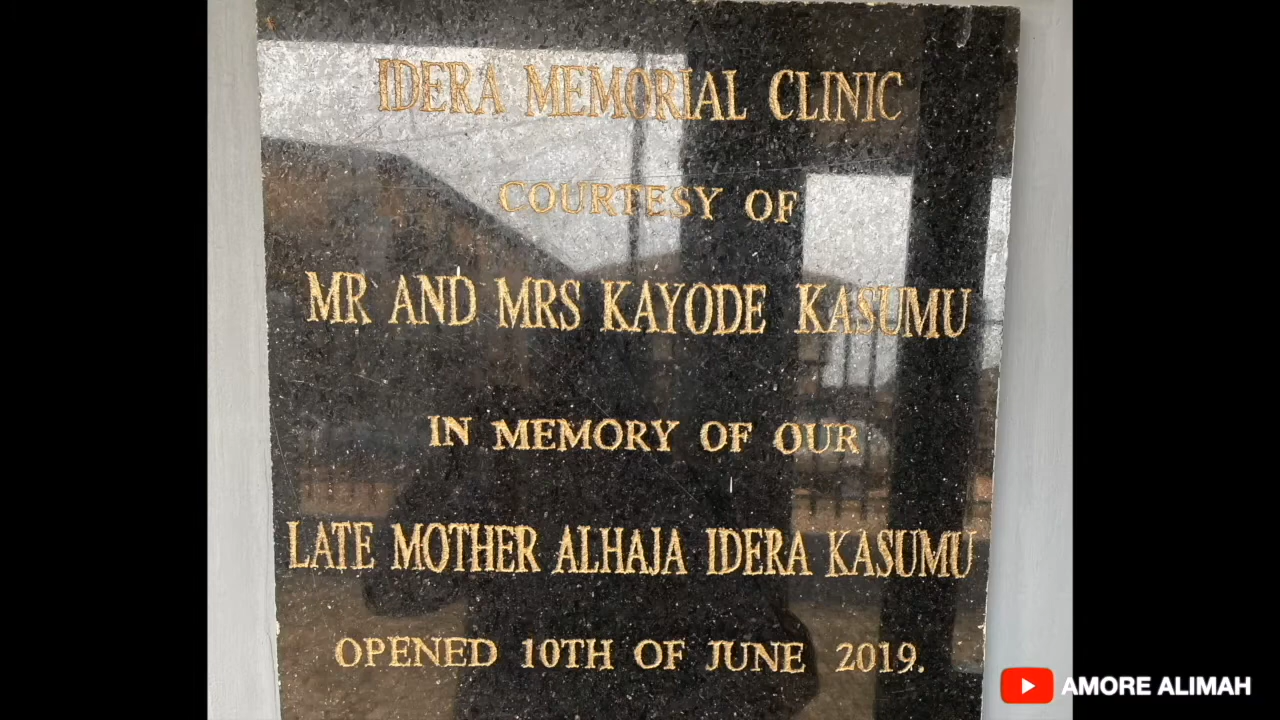 IDERA MEMORIAL CLINIC
COURTESY OF
MR AND MRS KAYODE KASUMU
IN MEMORY OF OUR
LATE MOTHER ALHAJA IDERA KASUMU
OPENED 10TH OF JUNE 2019.
AMORE ALIMAH